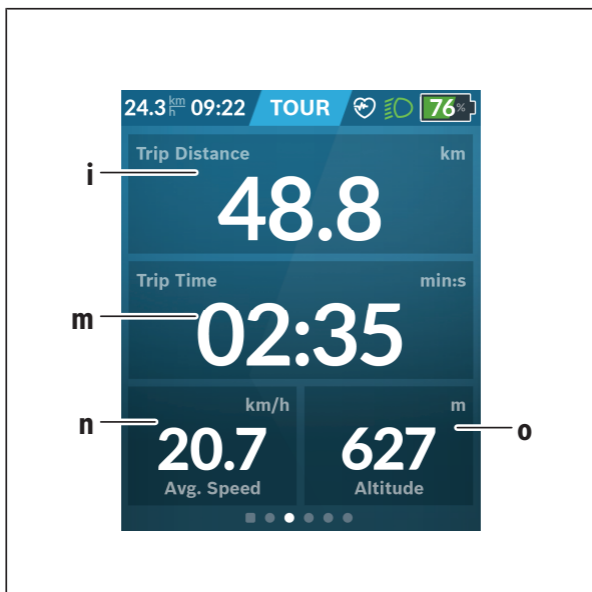 24.3 km/h 09:22 TOUR 76%
Trip Distance km
i
48.8
Trip Time min:s
m
02:35
km/h m
n o
20.7 627
Avg. Speed Altitude